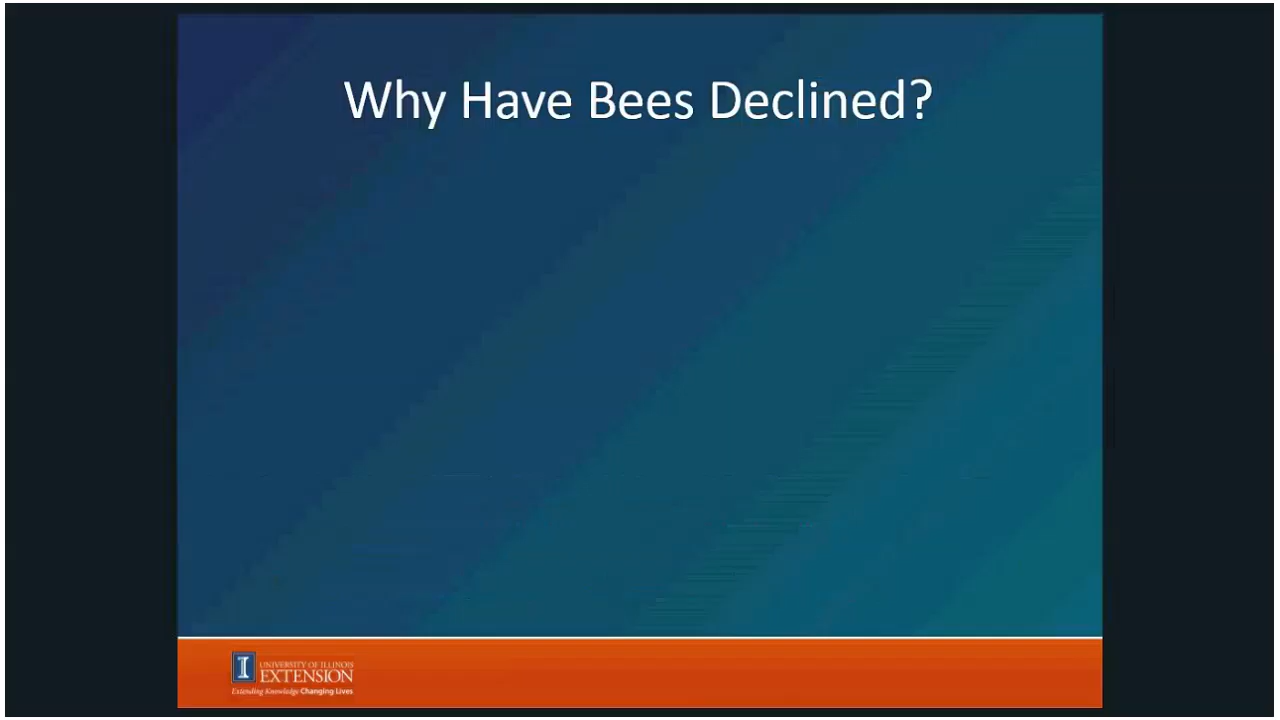 Why Have Bees Declined?
I
UNIVERSITY OF ILLINOIS
EXTENSION
Extending Knowledge Changing Lives